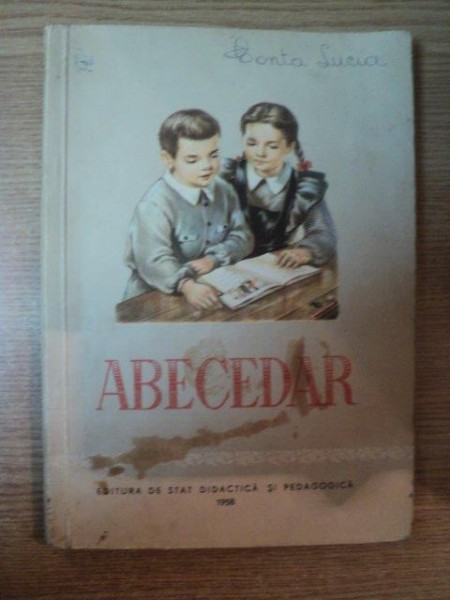 Bonta Lucia
ABECEDAR
EDITURA DE STAT DIDACTICĂ ȘI PEDAGOGICĂ
1958